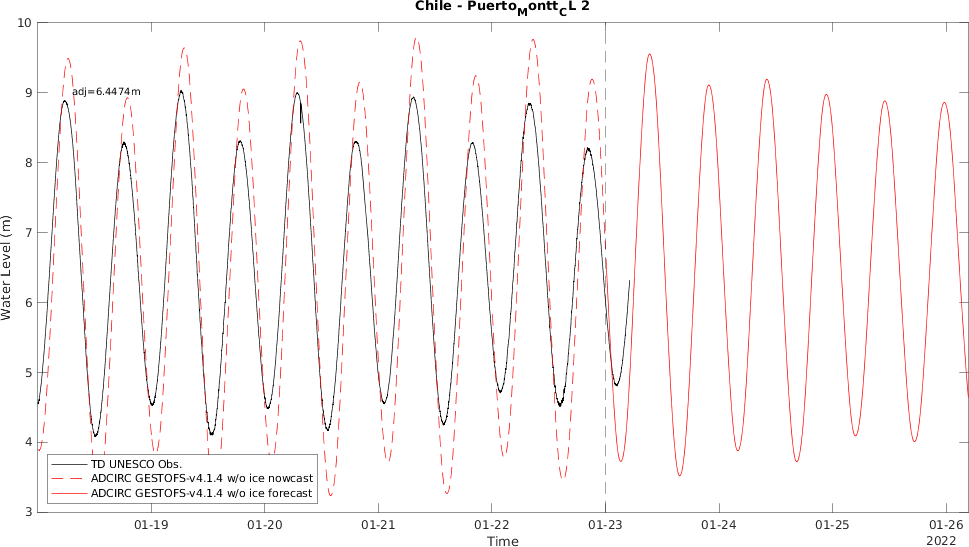 Chile - Puerto_Montt_CL 2
10
9
8
7
6
5
4
3
Water Level (m)
adj=6.4474m
TD UNESCO Obs.
ADCIRC GESTOFS-v4.1.4 w/o ice nowcast
ADCIRC GESTOFS-v4.1.4 w/o ice forecast
01-19
01-20
01-21
01-22
01-23
01-24
01-25
01-26
Time
2022